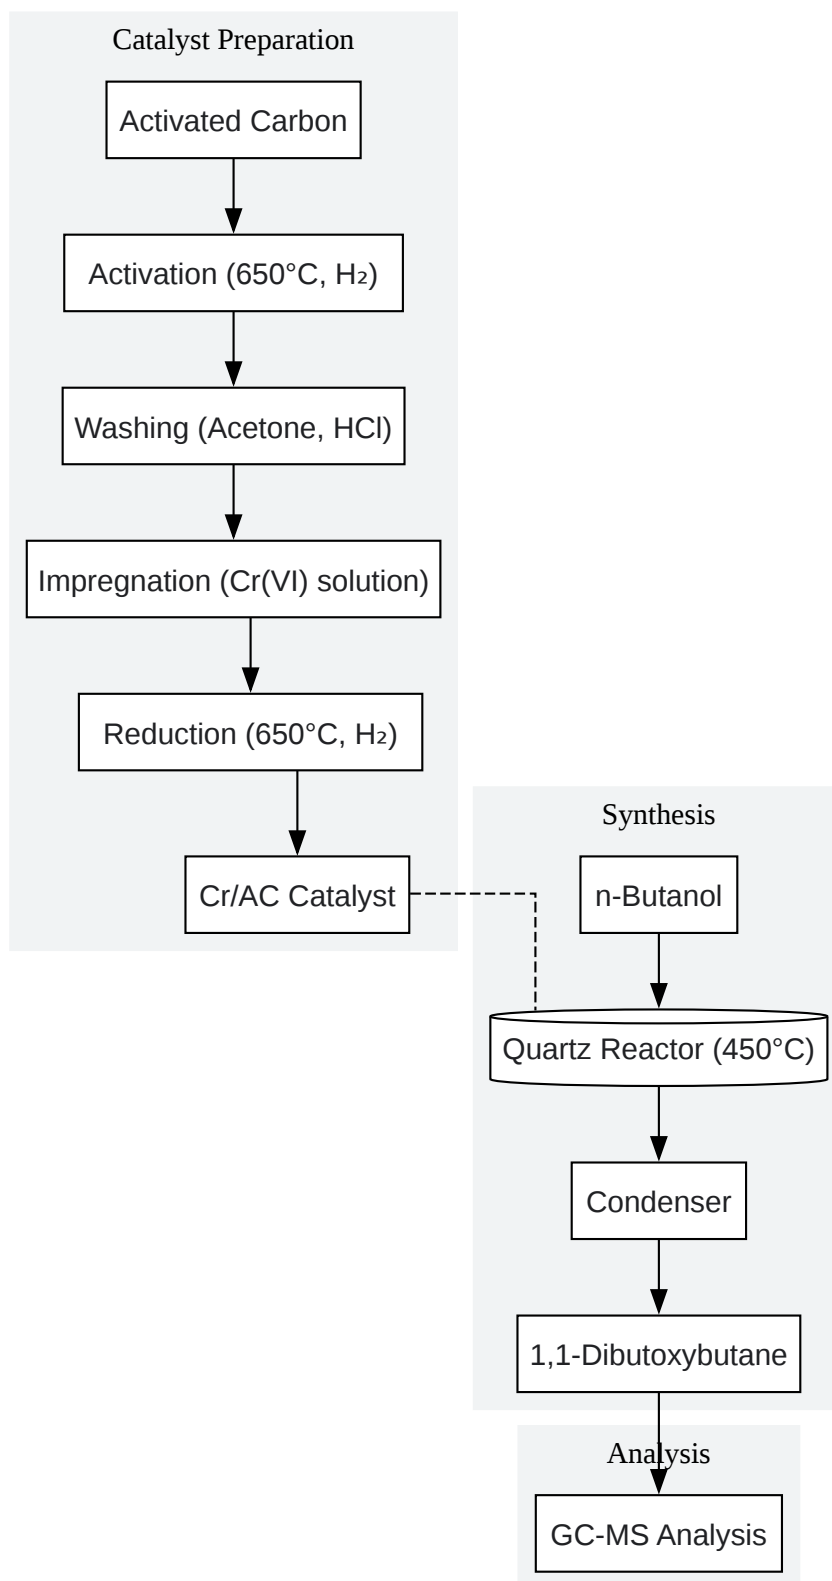 Catalyst Preparation
Activated Carbon
Activation (650°C, H₂)
Washing (Acetone, HCl)
Impregnation (Cr(VI) solution)
Reduction (650°C, H₂)
Cr/AC Catalyst
Synthesis
n-Butanol
Quartz Reactor (450°C)
Condenser
1,1-Dibutoxybutane
Analysis
GC-MS Analysis